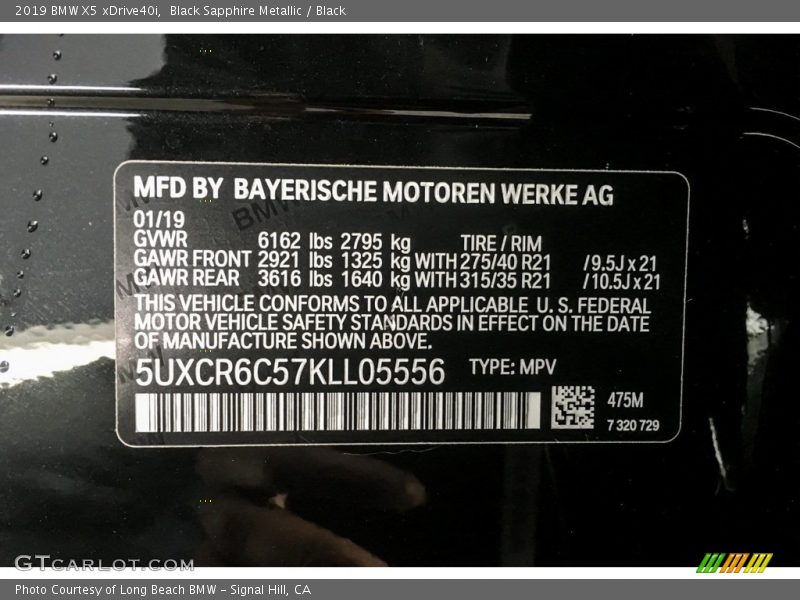 2019 BMW X5 xDrive40i, Black Sapphire Metallic / Black
MFD BY BAYERISCHE MOTOREN WERKE AG
01/19
GVWR 6162 lbs 2795 kg TIRE / RIM
GAWR FRONT 2921 lbs 1325 kg WITH 275/40 R21 /9.5J x 21
GAWR REAR 3616 lbs 1640 kg WITH 315/35 R21 /10.5J x 21
THIS VEHICLE CONFORMS TO ALL APPLICABLE U. S. FEDERAL
MOTOR VEHICLE SAFETY STANDARDS IN EFFECT ON THE DATE
OF MANUFACTURE SHOWN ABOVE.
5UXCR6C57KLL05556 TYPE: MPV
475M
7 320 729
GTCARLOT.COM
Photo Courtesy of Long Beach BMW - Signal Hill, CA